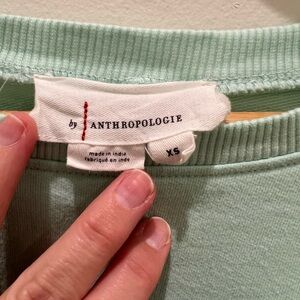 by ANTHROPOLOGIE
made in india
fabriqué en inde
XS